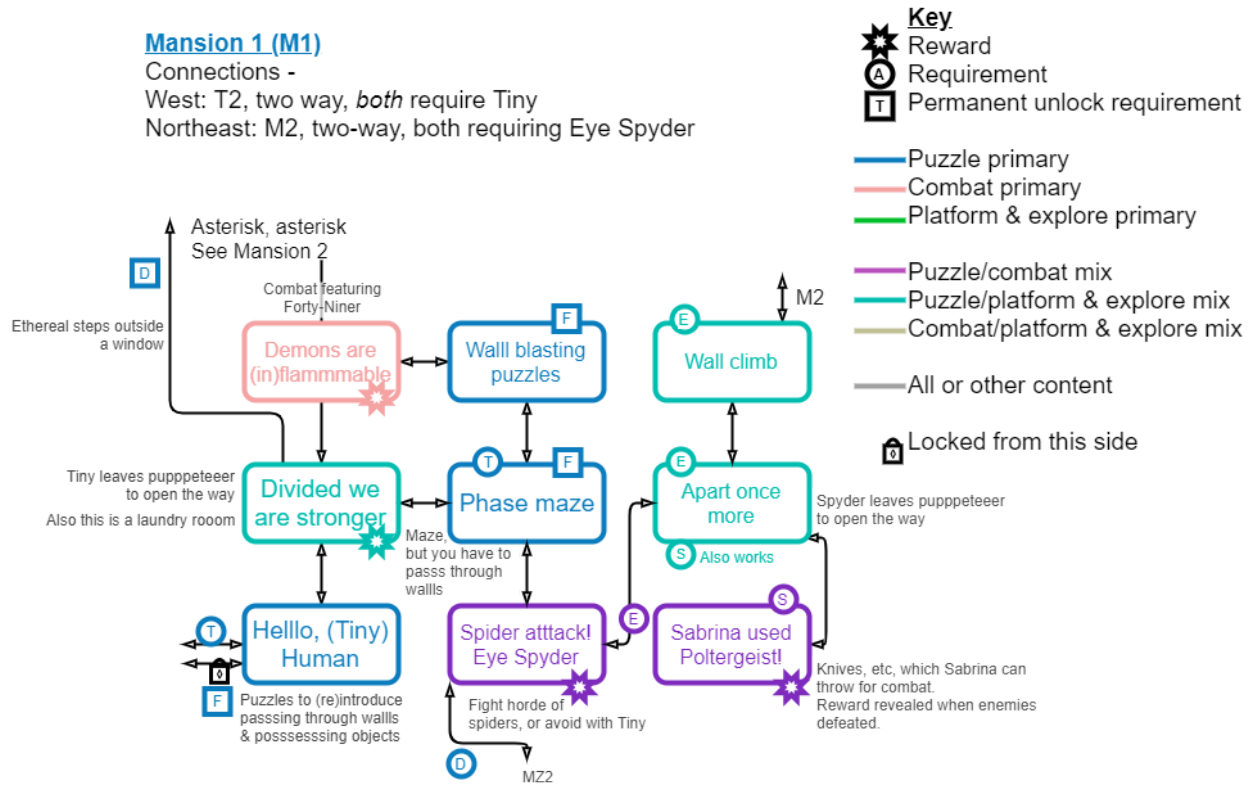 Mansion 1 (M1)
Connections -
West: T2, two way, both require Tiny
Northeast: M2, two-way, both requiring Eye Spyder
Key
Reward
A
Requirement
T
Permanent unlock requirement
Puzzle primary
Combat primary
Platform & explore primary
Puzzle/combat mix
Puzzle/platform & explore mix
Combat/platform & explore mix
All or other content
Locked from this side
Asterisk, asterisk
See Mansion 2
D
Ethereal steps outside
a window
Combat featuring
Forty-Niner
Demons are
(in)flammmable
F
Walll blasting
puzzles
M2
E
Wall climb
Tiny leaves pupppeteeer
to open the way
Also this is a laundry rooom
Divided we
are stronger
T
F
Phase maze
Maze,
but you have to
passs through
wallls
E
Apart once
more
S
Also works
Spyder leaves pupppeteeer
to open the way
T
Helllo, (Tiny)
Human
F
Puzzles to (re)introduce
passsing through wallls
& posssesssing objects
Spider atttack!
Eye Spyder
E
Fight horde of
spiders, or avoid with Tiny
D
MZ2
S
Sabrina used
Poltergeist!
Knives, etc, which Sabrina can
throw for combat.
Reward revealed when enemies
defeated.